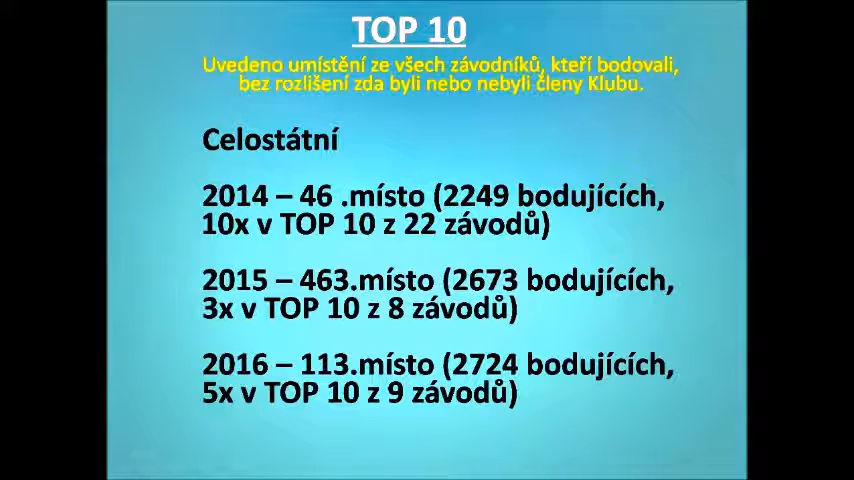 TOP 10
Uvedeno umístění ze všech závodníků, kteří bodovali,
bez rozlišení zda byli nebo nebyli členy Klubu.
Celostátní
2014 – 46 .místo (2249 bodujících,
10x v TOP 10 z 22 závodů)
2015 – 463.místo (2673 bodujících,
3x v TOP 10 z 8 závodů)
2016 – 113.místo (2724 bodujících,
5x v TOP 10 z 9 závodů)